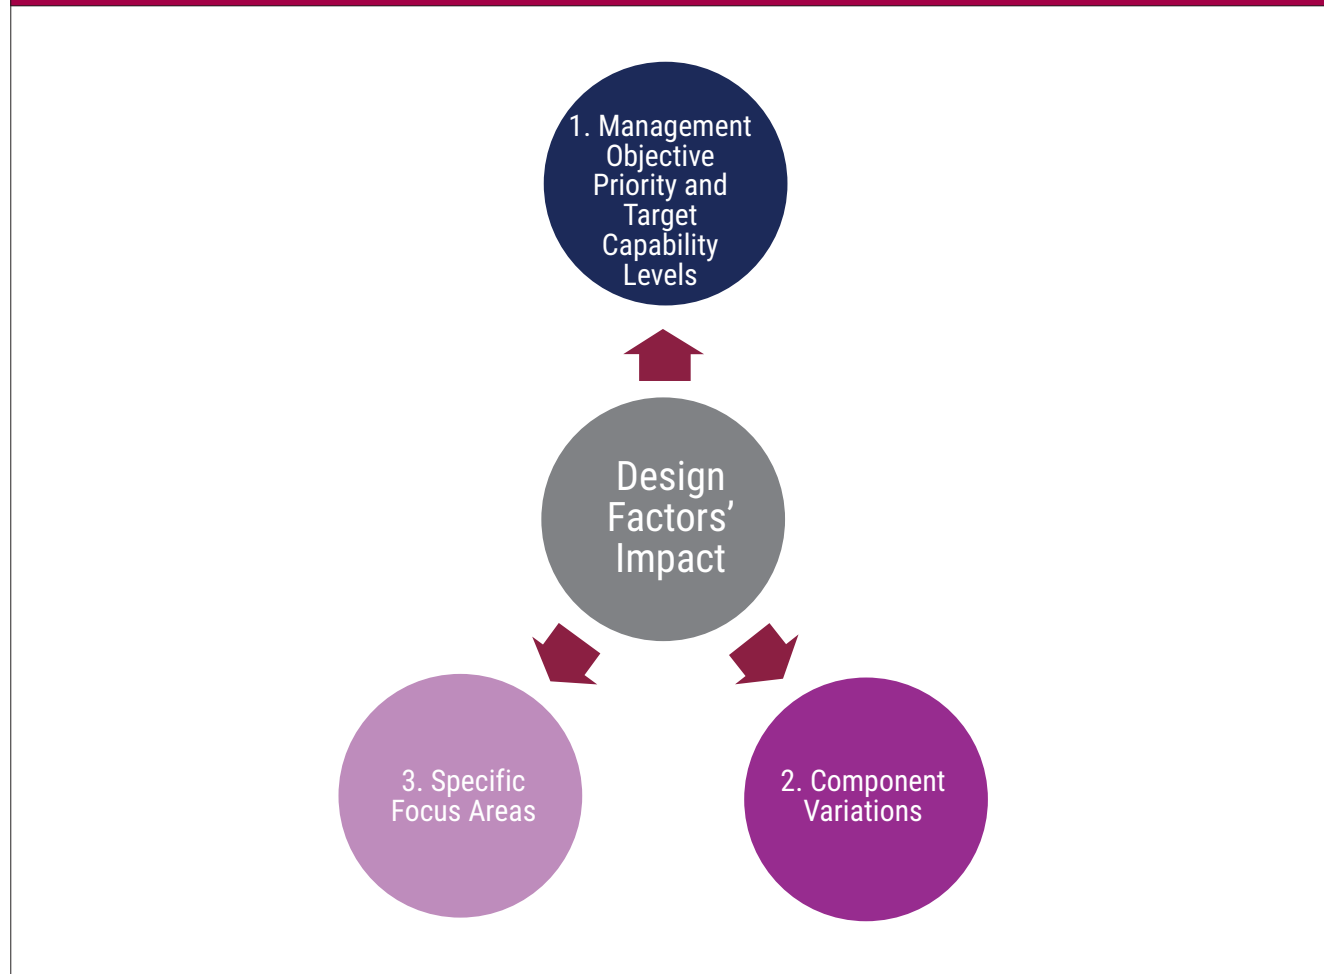 1. Management
Objective
Priority and
Target
Capability
Levels
Design
Factors’
Impact
2. Component
Variations
3. Specific
Focus Areas